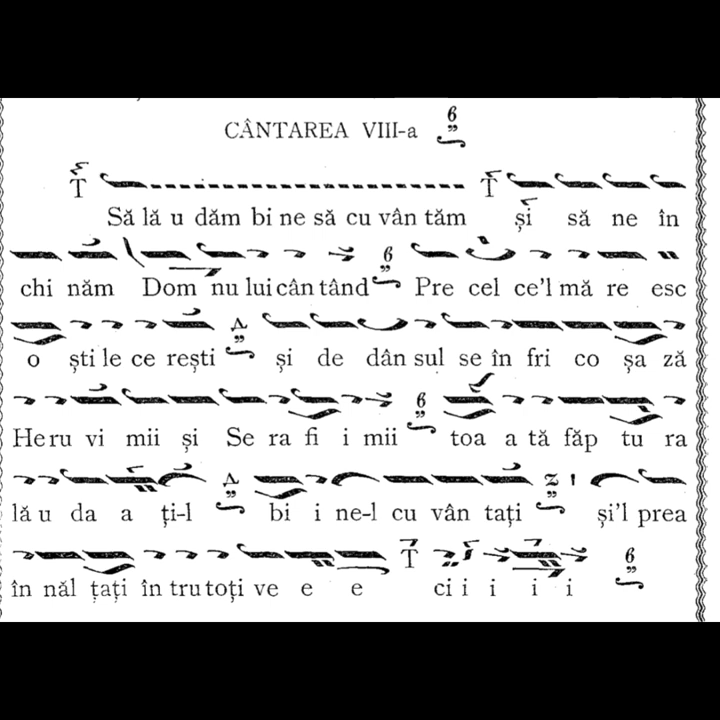 CÂNTAREA VIII-a
Să lă u dăm bi ne să cu vân tăm și să ne în
chi năm Dom nu lui cân tând Pre cel ce'l mă re esc
o ști le ce rești și de dân sul se în fri co șa ză
He ru vi mii și Se ra fi i mii toa a tă făp tu ra
lă u da a ți-l bi i ne-l cu vân tați și'l prea
în năl țați în tru toți ve e e ci i i i i